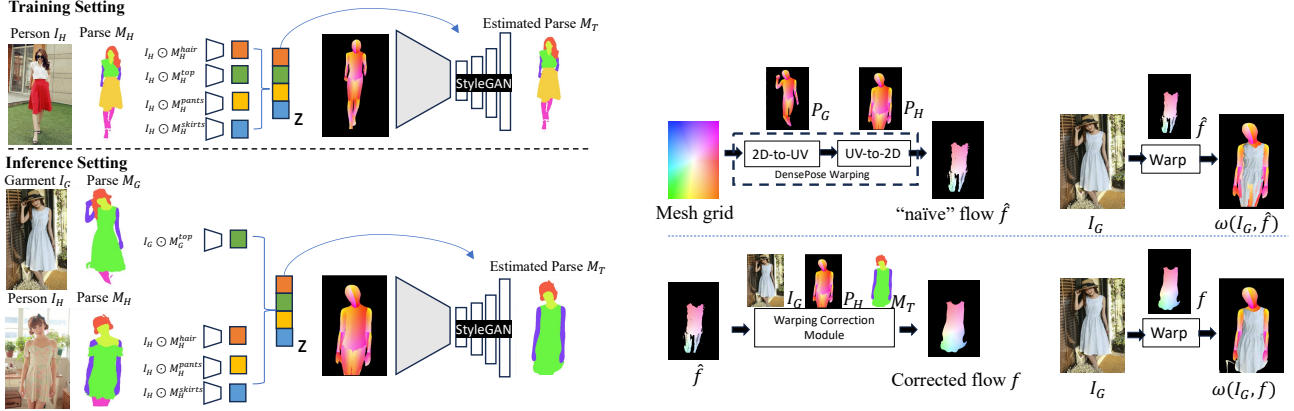 Training Setting
Person I_H Parse M_H
I_H ⊙ M_H^hair
I_H ⊙ M_H^top
I_H ⊙ M_H^pants
I_H ⊙ M_H^skirts
Z
StyleGAN
Estimated Parse M_T
Inference Setting
Garment I_G Parse M_G
I_G ⊙ M_G^top
Person I_H Parse M_H
I_H ⊙ M_H^hair
I_H ⊙ M_H^pants
I_H ⊙ M_H^skirts
Z
StyleGAN
Estimated Parse M_T
P_G
P_H
2D-to-UV
UV-to-2D
DensePose Warping
Mesh grid
“naïve” flow f̂
f̂
Warp
I_G
ω(I_G, f̂)
I_G
P_H
M_T
Warping Correction
Module
f̂
Corrected flow f
f
Warp
I_G
ω(I_G, f)